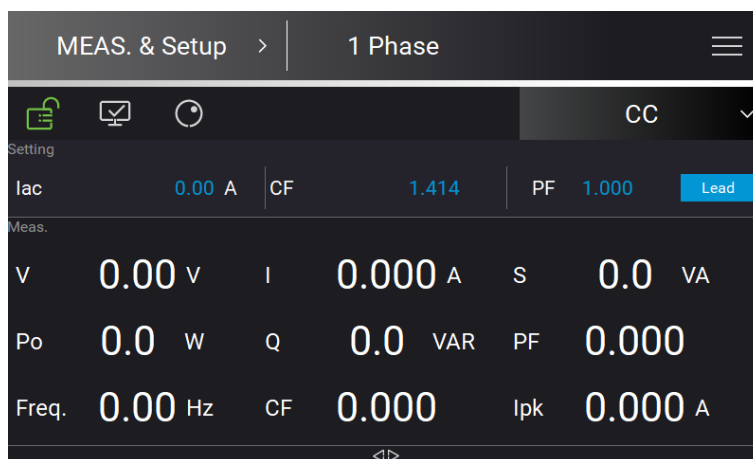 MEAS. & Setup > 1 Phase
CC
Setting
Iac 0.00 A CF 1.414 PF 1.000 Lead
Meas.
V 0.00 V I 0.000 A S 0.0 VA
Po 0.0 W Q 0.0 VAR PF 0.000
Freq. 0.00 Hz CF 0.000 Ipk 0.000 A